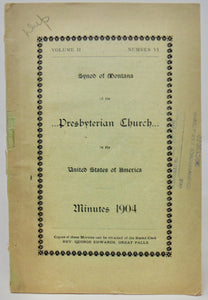 VOLUME II NUMBER VI
Synod of Montana
of the
...Presbyterian Church...
in the
United States of America
Minutes 1904
Copies of these Minutes can be obtained of the Stated Clerk
REV. GEORGE EDWARDS, GREAT FALLS